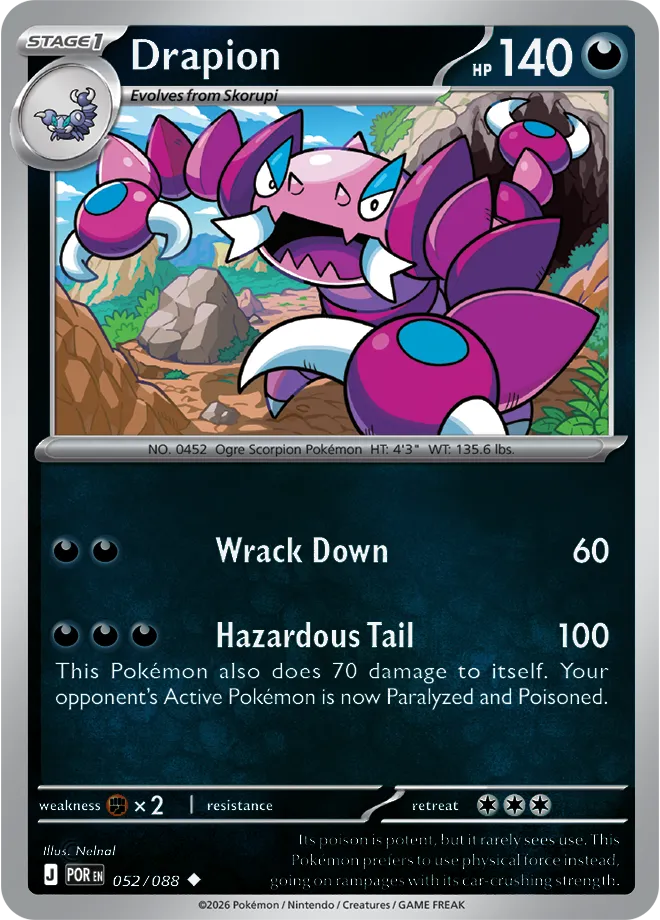 STAGE 1
Drapion
HP 140
Evolves from Skorupi
NO. 0452 Ogre Scorpion Pokémon HT: 4'3" WT: 135.6 lbs.
Wrack Down 60
Hazardous Tail 100
This Pokémon also does 70 damage to itself. Your
opponent's Active Pokémon is now Paralyzed and Poisoned.
weakness ×2 resistance retreat
Illus. Nelnal
Its poison is potent, but it rarely sees use. This
Pokémon prefers to use physical force instead,
going on rampages with its car-crushing strength.
J POR EN 052/088
©2026 Pokémon / Nintendo / Creatures / GAME FREAK